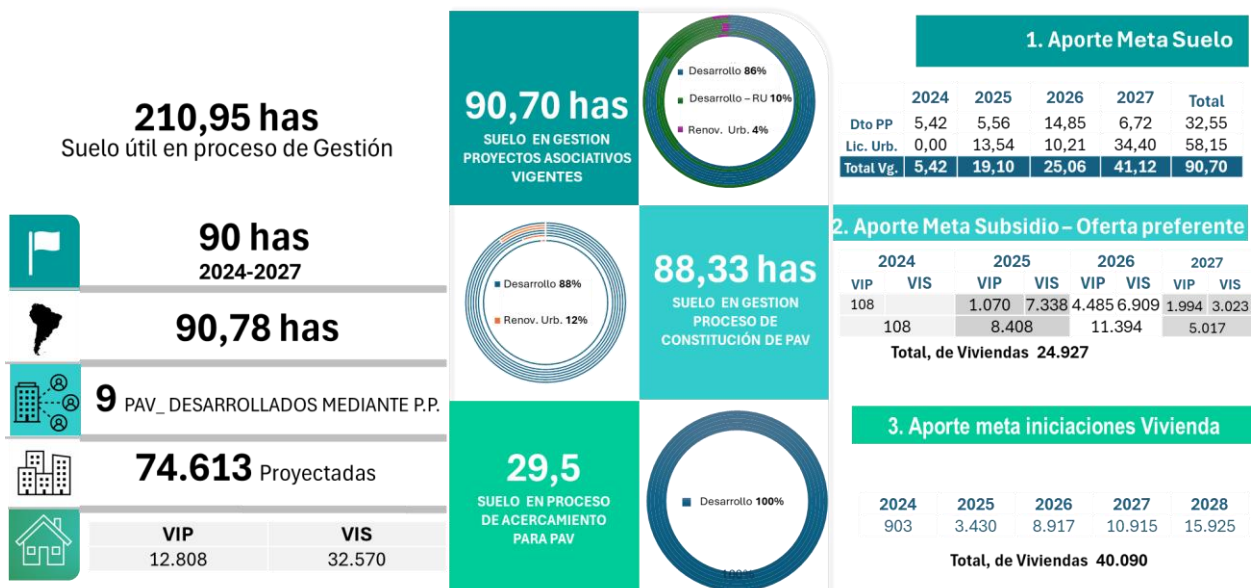 210,95 has
Suelo útil en proceso de Gestión
90 has
2024-2027
90,78 has
9 PAV_ DESARROLLADOS MEDIANTE P.P.
74.613 Proyectadas
VIP VIS
12.808 32.570
90,70 has
SUELO EN GESTION
PROYECTOS ASOCIATIVOS
VIGENTES
Desarrollo 86%
Desarrollo – RU 10%
Renov. Urb. 4%
Desarrollo 88%
Renov. Urb. 12%
88,33 has
SUELO EN GESTION
PROCESO DE
CONSTITUCIÓN DE PAV
29,5
SUELO EN PROCESO
DE ACERCAMIENTO
PARA PAV
Desarrollo 100%
100%
1. Aporte Meta Suelo
2024 2025 2026 2027 Total
Dto PP 5,42 5,56 14,85 6,72 32,55
Lic. Urb. 0,00 13,54 10,21 34,40 58,15
Total Vg. 5,42 19,10 25,06 41,12 90,70
2. Aporte Meta Subsidio – Oferta preferente
2024 2025 2026 2027
VIP VIS VIP VIS VIP VIS VIP VIS
108 1.070 7.338 4.485 6.909 1.994 3.023
108 8.408 11.394 5.017
Total, de Viviendas 24.927
3. Aporte meta iniciaciones Vivienda
2024 2025 2026 2027 2028
903 3.430 8.917 10.915 15.925
Total, de Viviendas 40.090